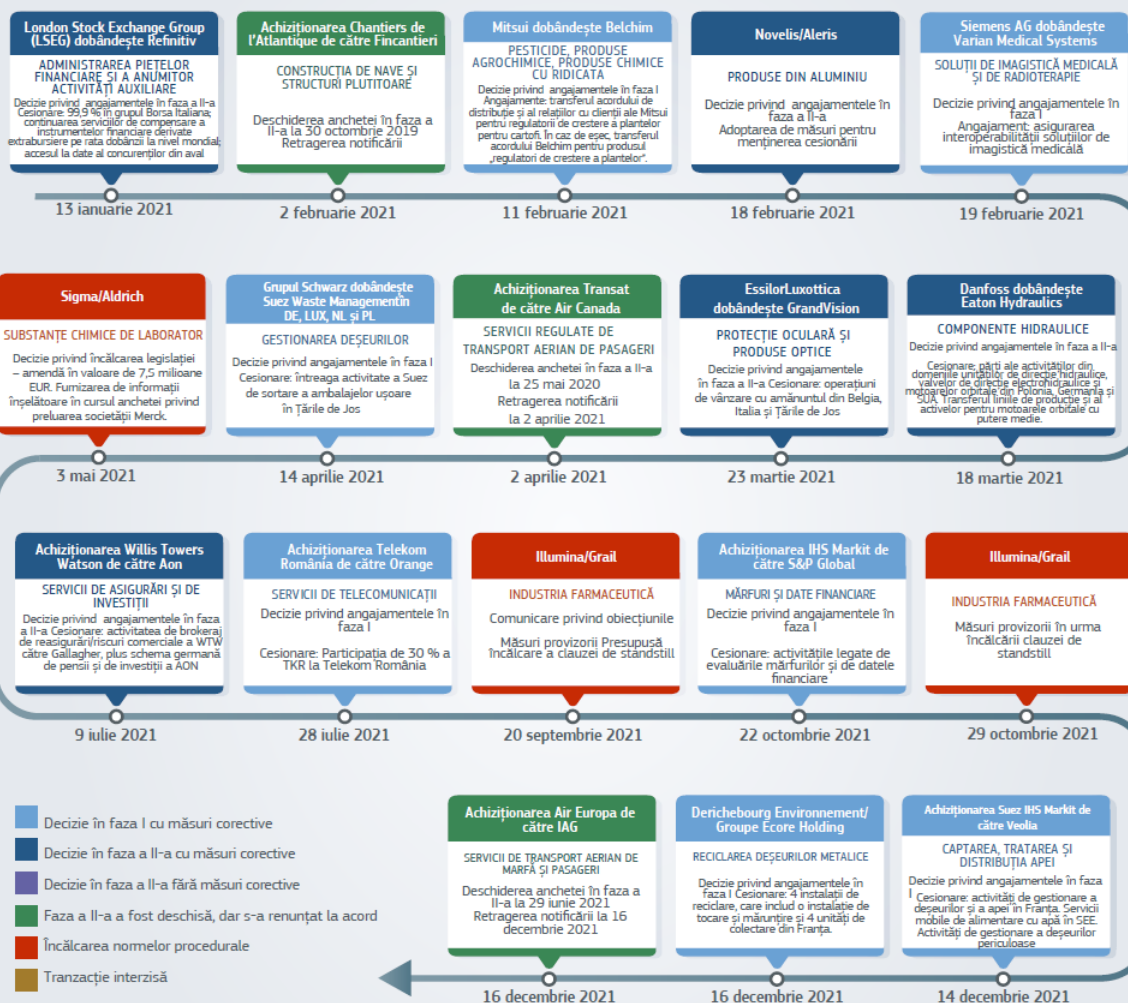 London Stock Exchange Group
(LSEG) dobândește Refinitiv
ADMINISTRAREA PIEȚELOR
FINANCIARE ȘI A ANUMITOR
ACTIVITĂȚI AUXILIARE
Decizie privind angajamentele în faza a II-a
Cesionare: 99,9 % în grupul Borsa Italiana;
continuarea serviciilor de compensare a
instrumentelor financiare derivate
extrabursiere pe rata dobânzii la nivel mondial;
accesul la date al concurenților din aval
13 ianuarie 2021
Achiziționarea Chantiers de
l'Atlantique de către Fincantieri
CONSTRUCȚIA DE NAVE ȘI
STRUCTURI PLUTITOARE
Deschiderea anchetei în faza a
II-a la 30 octombrie 2019
Retragerea notificării
2 februarie 2021
Mitsui dobândește Belchim
PESTICIDE, PRODUSE
AGROCHIMICE, PRODUSE CHIMICE
CU RIDICATA
Decizie privind angajamentele în faza I
Angajamente: transferul acordului de
distribuție și al relațiilor cu clienții ale Mitsui
pentru regulatorii de crestere a plantelor
pentru cartofi. În caz de eșec, transferul
acordului Belchim pentru produsul
„regulatori de crestere a plantelor”.
11 februarie 2021
Novelis/Aleris
PRODUSE DIN ALUMINIU
Decizie privind angajamentele în
faza a II-a
Adoptarea de măsuri pentru
menținerea cesionării
18 februarie 2021
Siemens AG dobândește
Varian Medical Systems
SOLUȚII DE IMAGISTICĂ MEDICALĂ
ȘI DE RADIOTERAPIE
Decizie privind angajamentele în
faza I
Angajament: asigurarea
interoperabilității soluțiilor de
imagistică medicală
19 februarie 2021
Sigma/Aldrich
SUBSTANȚE CHIMICE DE LABORATOR
Decizie privind încălcarea legislației
– amendă în valoare de 7,5 milioane
EUR. Furnizarea de informații
înșelătoare în cursul anchetei privind
preluarea societății Merck.
3 mai 2021
Grupul Schwarz dobândește
Suez Waste Managementîn
DE, LUX, NL și PL
GESTIONAREA DEȘEURILOR
Decizie privind angajamentele în faza I
Cesionare: întreaga activitate a Suez
de sortare a ambalajelor ușoare
în Țările de Jos
14 aprilie 2021
Achiziționarea Transat
de către Air Canada
SERVICII REGULATE DE
TRANSPORT AERIAN DE PASAGERI
Deschiderea anchetei în faza a II-a
la 25 mai 2020
Retragerea notificării
la 2 aprilie 2021
2 aprilie 2021
EssilorLuxottica
dobândește GrandVision
PROTECȚIE OCULARĂ ȘI
PRODUSE OPTICE
Decizie privind angajamentele
în faza a II-a Cesionare: operațiuni
de vânzare cu amănuntul din Belgia,
Italia și Țările de Jos
23 martie 2021
Danfoss dobândește
Eaton Hydraulics
COMPONENTE HIDRAULICE
Decizie privind angajamentele în faza a II-a
Cesionare: părți ale activităților din
domeniile unităților de direcție hidraulice,
valvelor de direcție electrohidraulice și
motoarelor orbitale din Polonia, Germania și
SUA. Transferul liniile de producție și al
activelor pentru motoarele orbitale cu
putere medie.
18 martie 2021
Achiziționarea Willis Towers
Watson de către Aon
SERVICII DE ASIGURĂRI ȘI DE
INVESTIȚII
Decizie privind angajamentele în faza
a II-a Cesionare: activitatea de brokeraj
de reasigurări/riscuri comerciale a WTW
către Gallagher, plus schema germană
de pensii și de investiții a AON
9 iulie 2021
Achiziționarea Telekom
România de către Orange
SERVICII DE TELECOMUNICAȚII
Decizie privind angajamentele în
faza I
Cesionare: Participația de 30 % a
TKR la Telekom România
28 iulie 2021
Illumina/Grail
INDUSTRIA FARMACEUTICĂ
Comunicare privind obiecțiunile
Măsuri provizorii Presupusă
încălcare a clauzei de standstill
20 septembrie 2021
Achiziționarea IHS Markit de
către S&P Global
MĂRFURI ȘI DATE FINANCIARE
Decizie privind angajamentele în
faza I
Cesionare: activitățile legate de
evaluările mărfurilor și de datele
financiare
22 octombrie 2021
Illumina/Grail
INDUSTRIA FARMACEUTICĂ
Măsuri provizorii în urma
încălcării clauzei de
standstill
29 octombrie 2021
Decizie în faza I cu măsuri corective
Decizie în faza a II-a cu măsuri corective
Decizie în faza a II-a fără măsuri corective
Faza a II-a a fost deschisă, dar s-a renunțat la acord
Încălcarea normelor procedurale
Tranzacție interzisă
Achiziționarea Air Europa de
către IAG
SERVICII DE TRANSPORT AERIAN DE
MARFĂ ȘI PASAGERI
Deschiderea anchetei în faza a
II-a la 29 iunie 2021
Retragerea notificării la 16
decembrie 2021
16 decembrie 2021
Derichebourg Environnement/
Groupe Ecore Holding
RECICLAREA DEȘEURILOR METALICE
Decizie privind angajamentele în
faza I Cesionare: 4 instalații de
reciclare, care includ o instalație de
tocare și mărunțire și 4 unități de
colectare din Franța.
16 decembrie 2021
Achiziționarea Suez IHS Markit de
către Veolia
CAPTAREA, TRATAREA ȘI
DISTRIBUȚIA APEI
Decizie privind angajamentele în faza
I
Cesionare: activități de gestionare a
deșeurilor și a apei în Franța. Servicii
mobile de alimentare cu apă în SEE.
Activități de gestionare a deșeurilor
periculoase
14 decembrie 2021